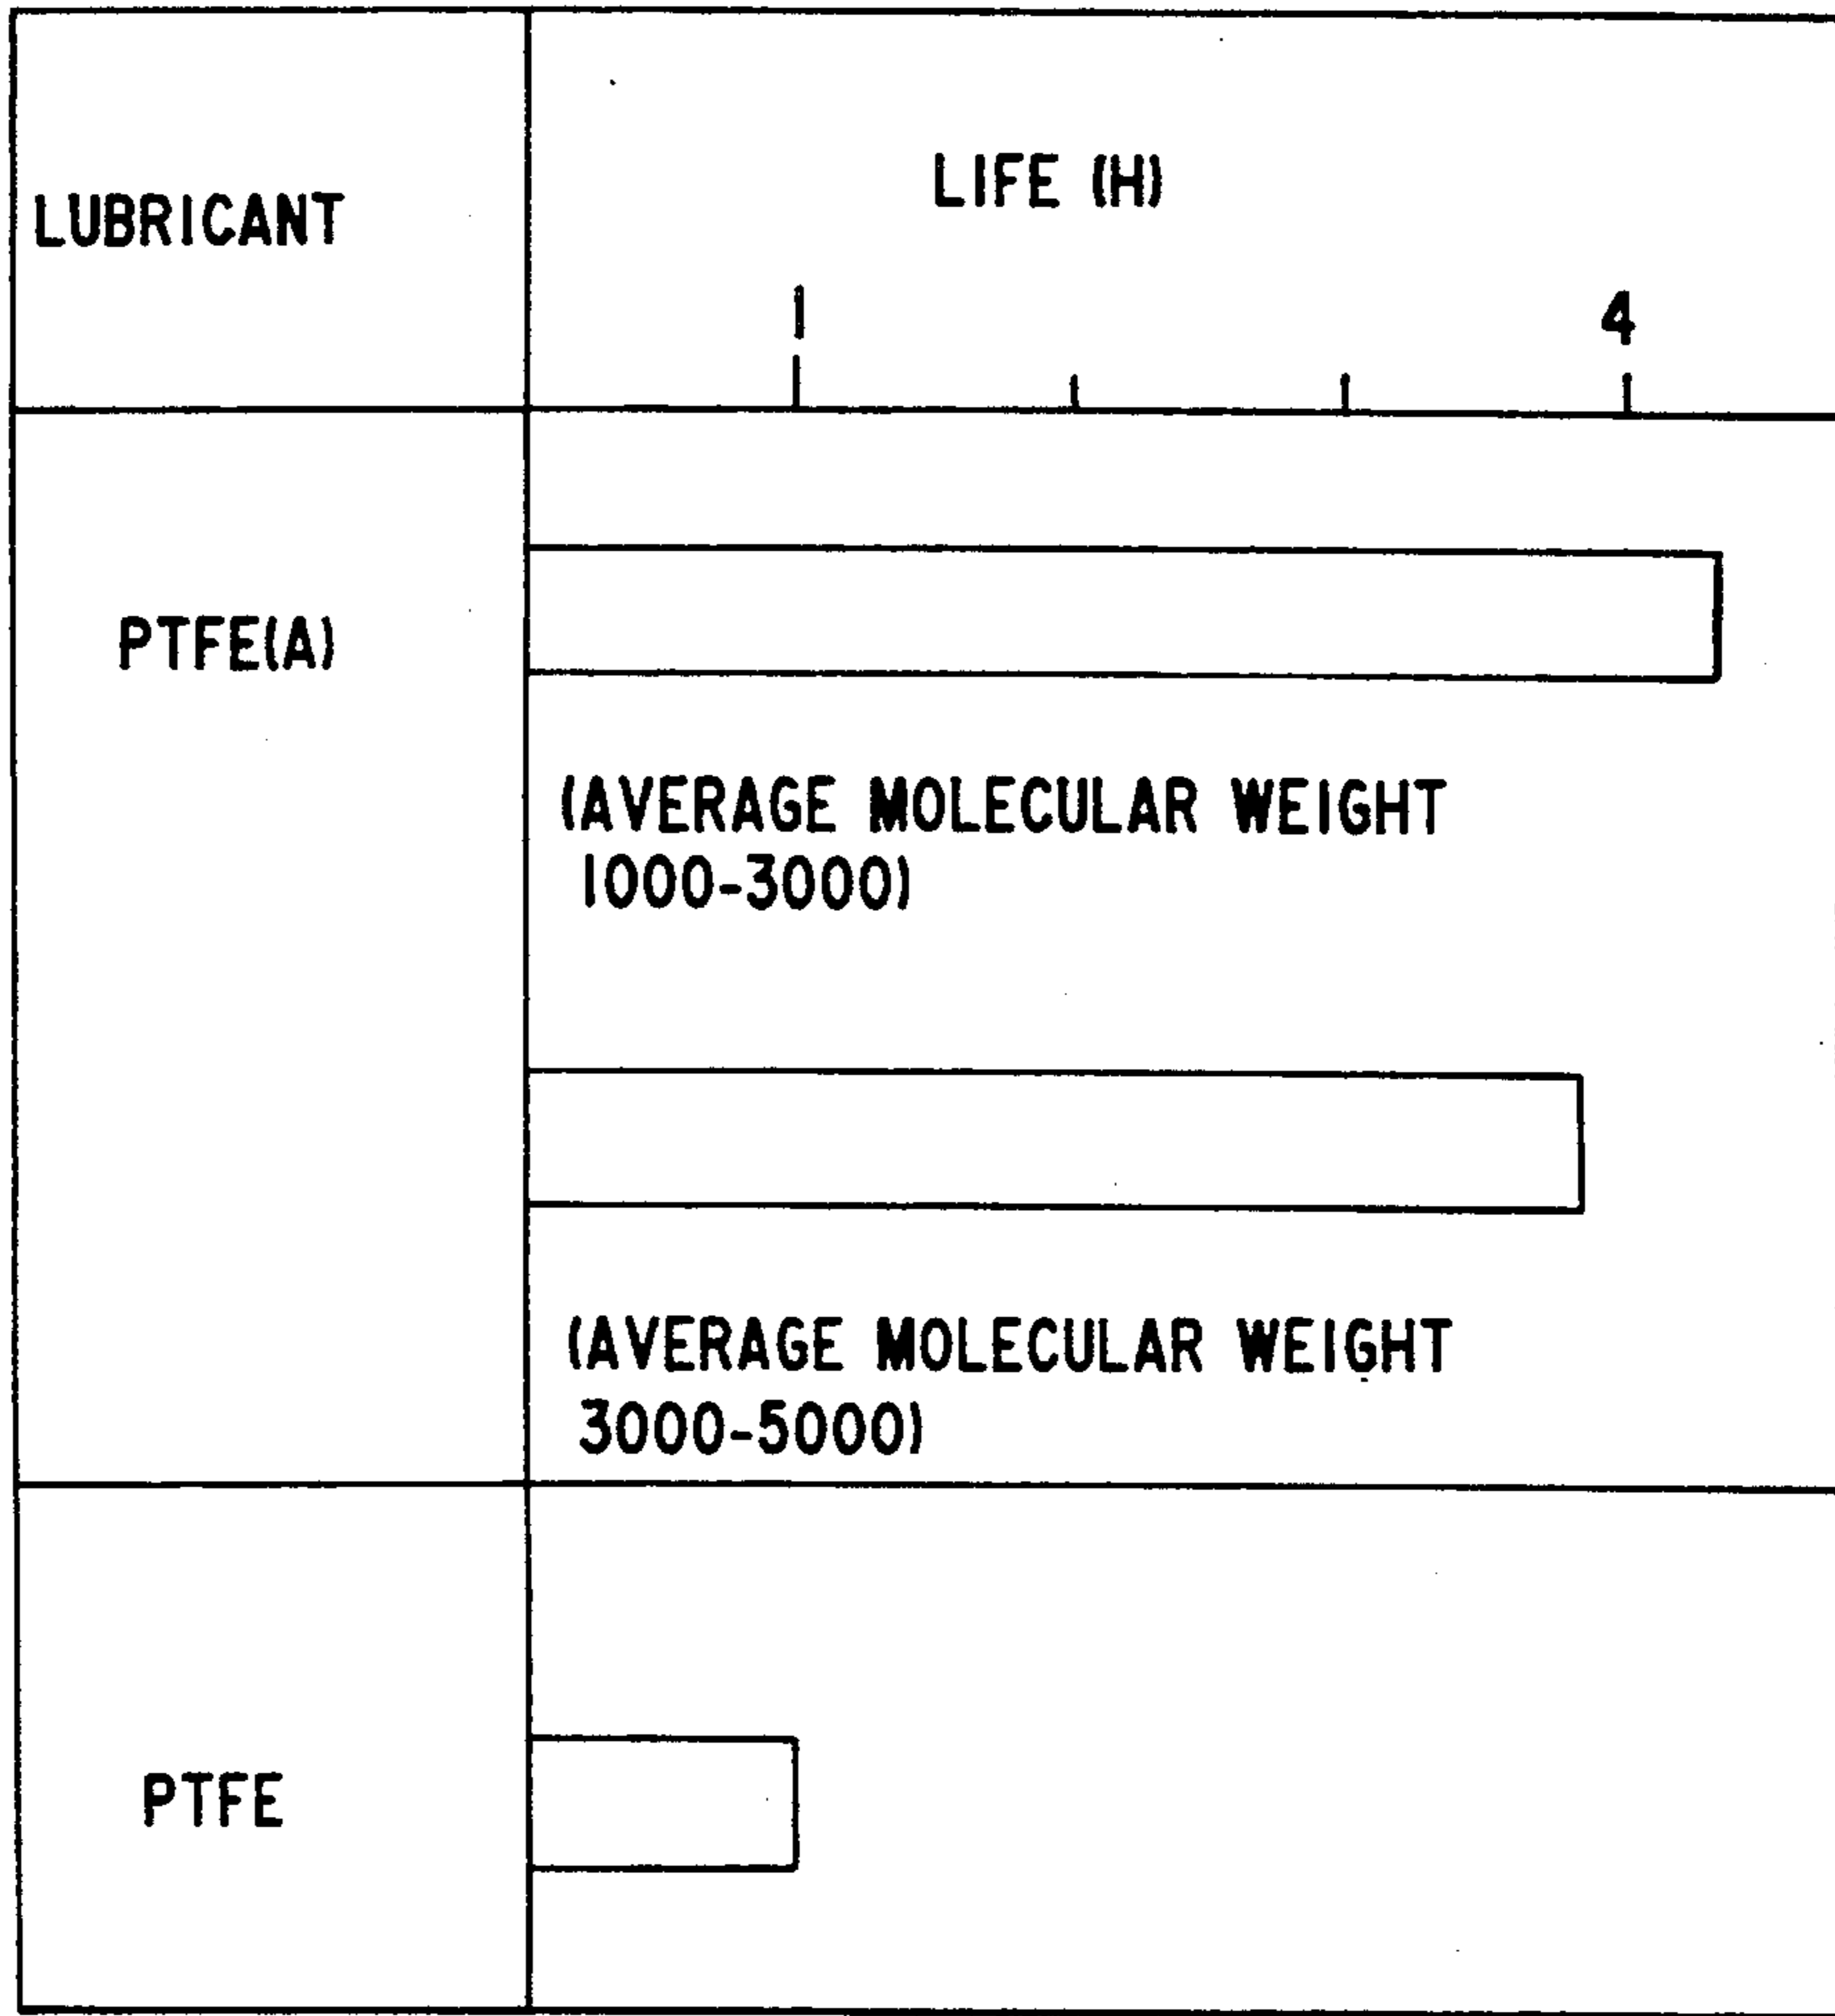 LUBRICANT
LIFE (H)
1
4
PTFE(A)
(AVERAGE MOLECULAR WEIGHT
1000-3000)
(AVERAGE MOLECULAR WEIGHT
3000-5000)
PTFE